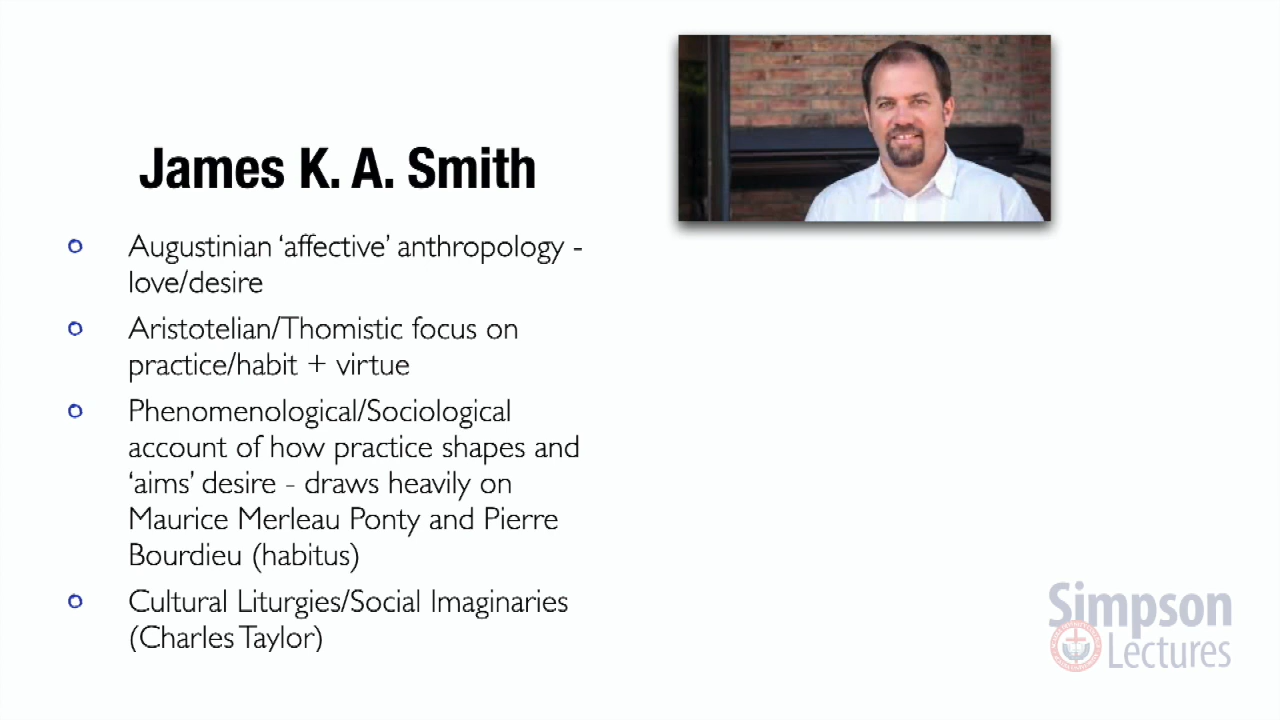 James K. A. Smith
Augustinian ‘affective’ anthropology -
love/desire
Aristotelian/Thomistic focus on
practice/habit + virtue
Phenomenological/Sociological
account of how practice shapes and
‘aims’ desire - draws heavily on
Maurice Merleau Ponty and Pierre
Bourdieu (habitus)
Cultural Liturgies/Social Imaginaries
(Charles Taylor)
Simpson
Lectures